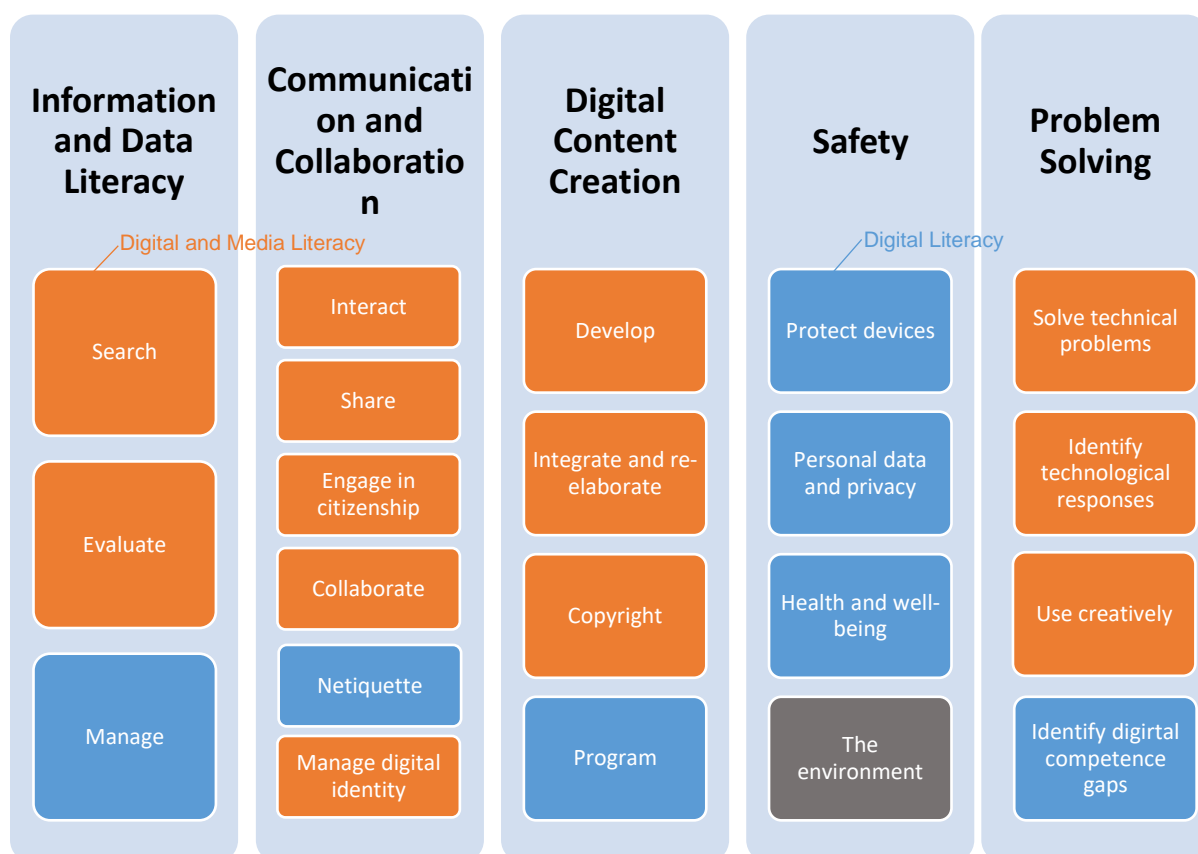 Information
and Data
Literacy
Digital and Media Literacy
Search
Evaluate
Manage
Communicati
on and
Collaboratio
n
Interact
Share
Engage in
citizenship
Collaborate
Netiquette
Manage digital
identity
Digital
Content
Creation
Develop
Integrate and re-
elaborate
Copyright
Program
Safety
Digital Literacy
Protect devices
Personal data
and privacy
Health and well-
being
The
environment
Problem
Solving
Solve technical
problems
Identify
technological
responses
Use creatively
Identify digirtal
competence
gaps